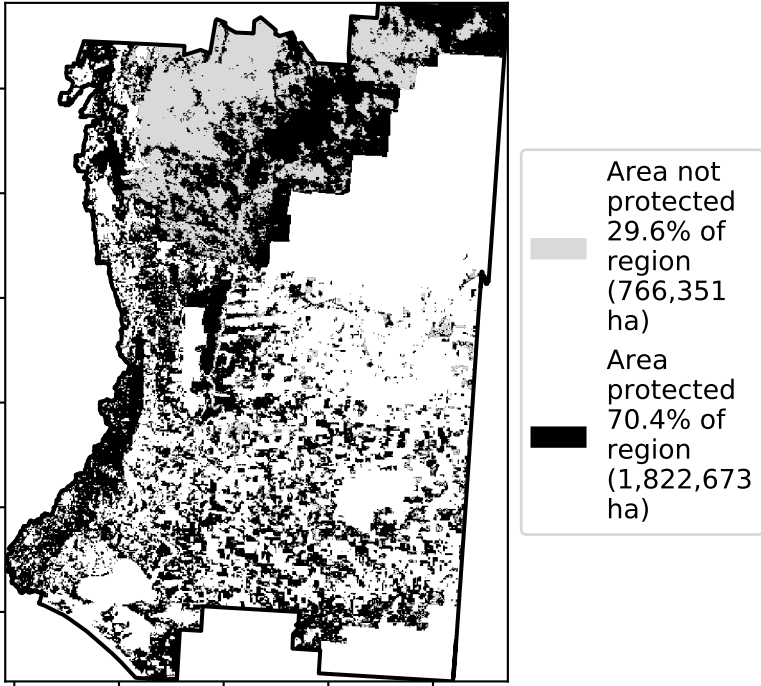 Area not
protected
29.6% of
region
(766,351
ha)
Area
protected
70.4% of
region
(1,822,673
ha)